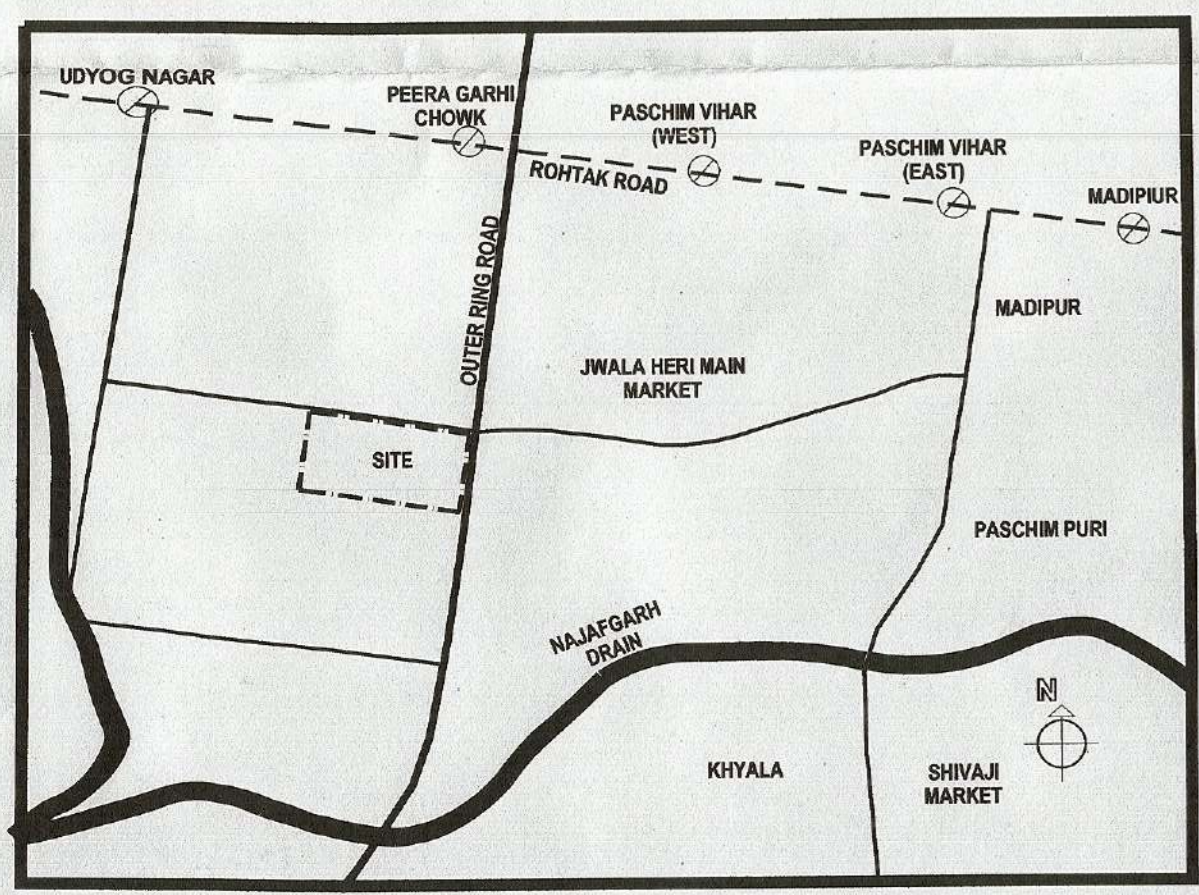 UDYOG NAGAR
PEERA GARHI
CHOWK
PASCHIM VIHAR
(WEST)
PASCHIM VIHAR
(EAST)
MADIPIUR
ROHTAK ROAD
OUTER RING ROAD
MADIPUR
JWALA HERI MAIN
MARKET
SITE
PASCHIM PURI
NAJAFGARH
DRAIN
N
KHYALA
SHIVAJI
MARKET